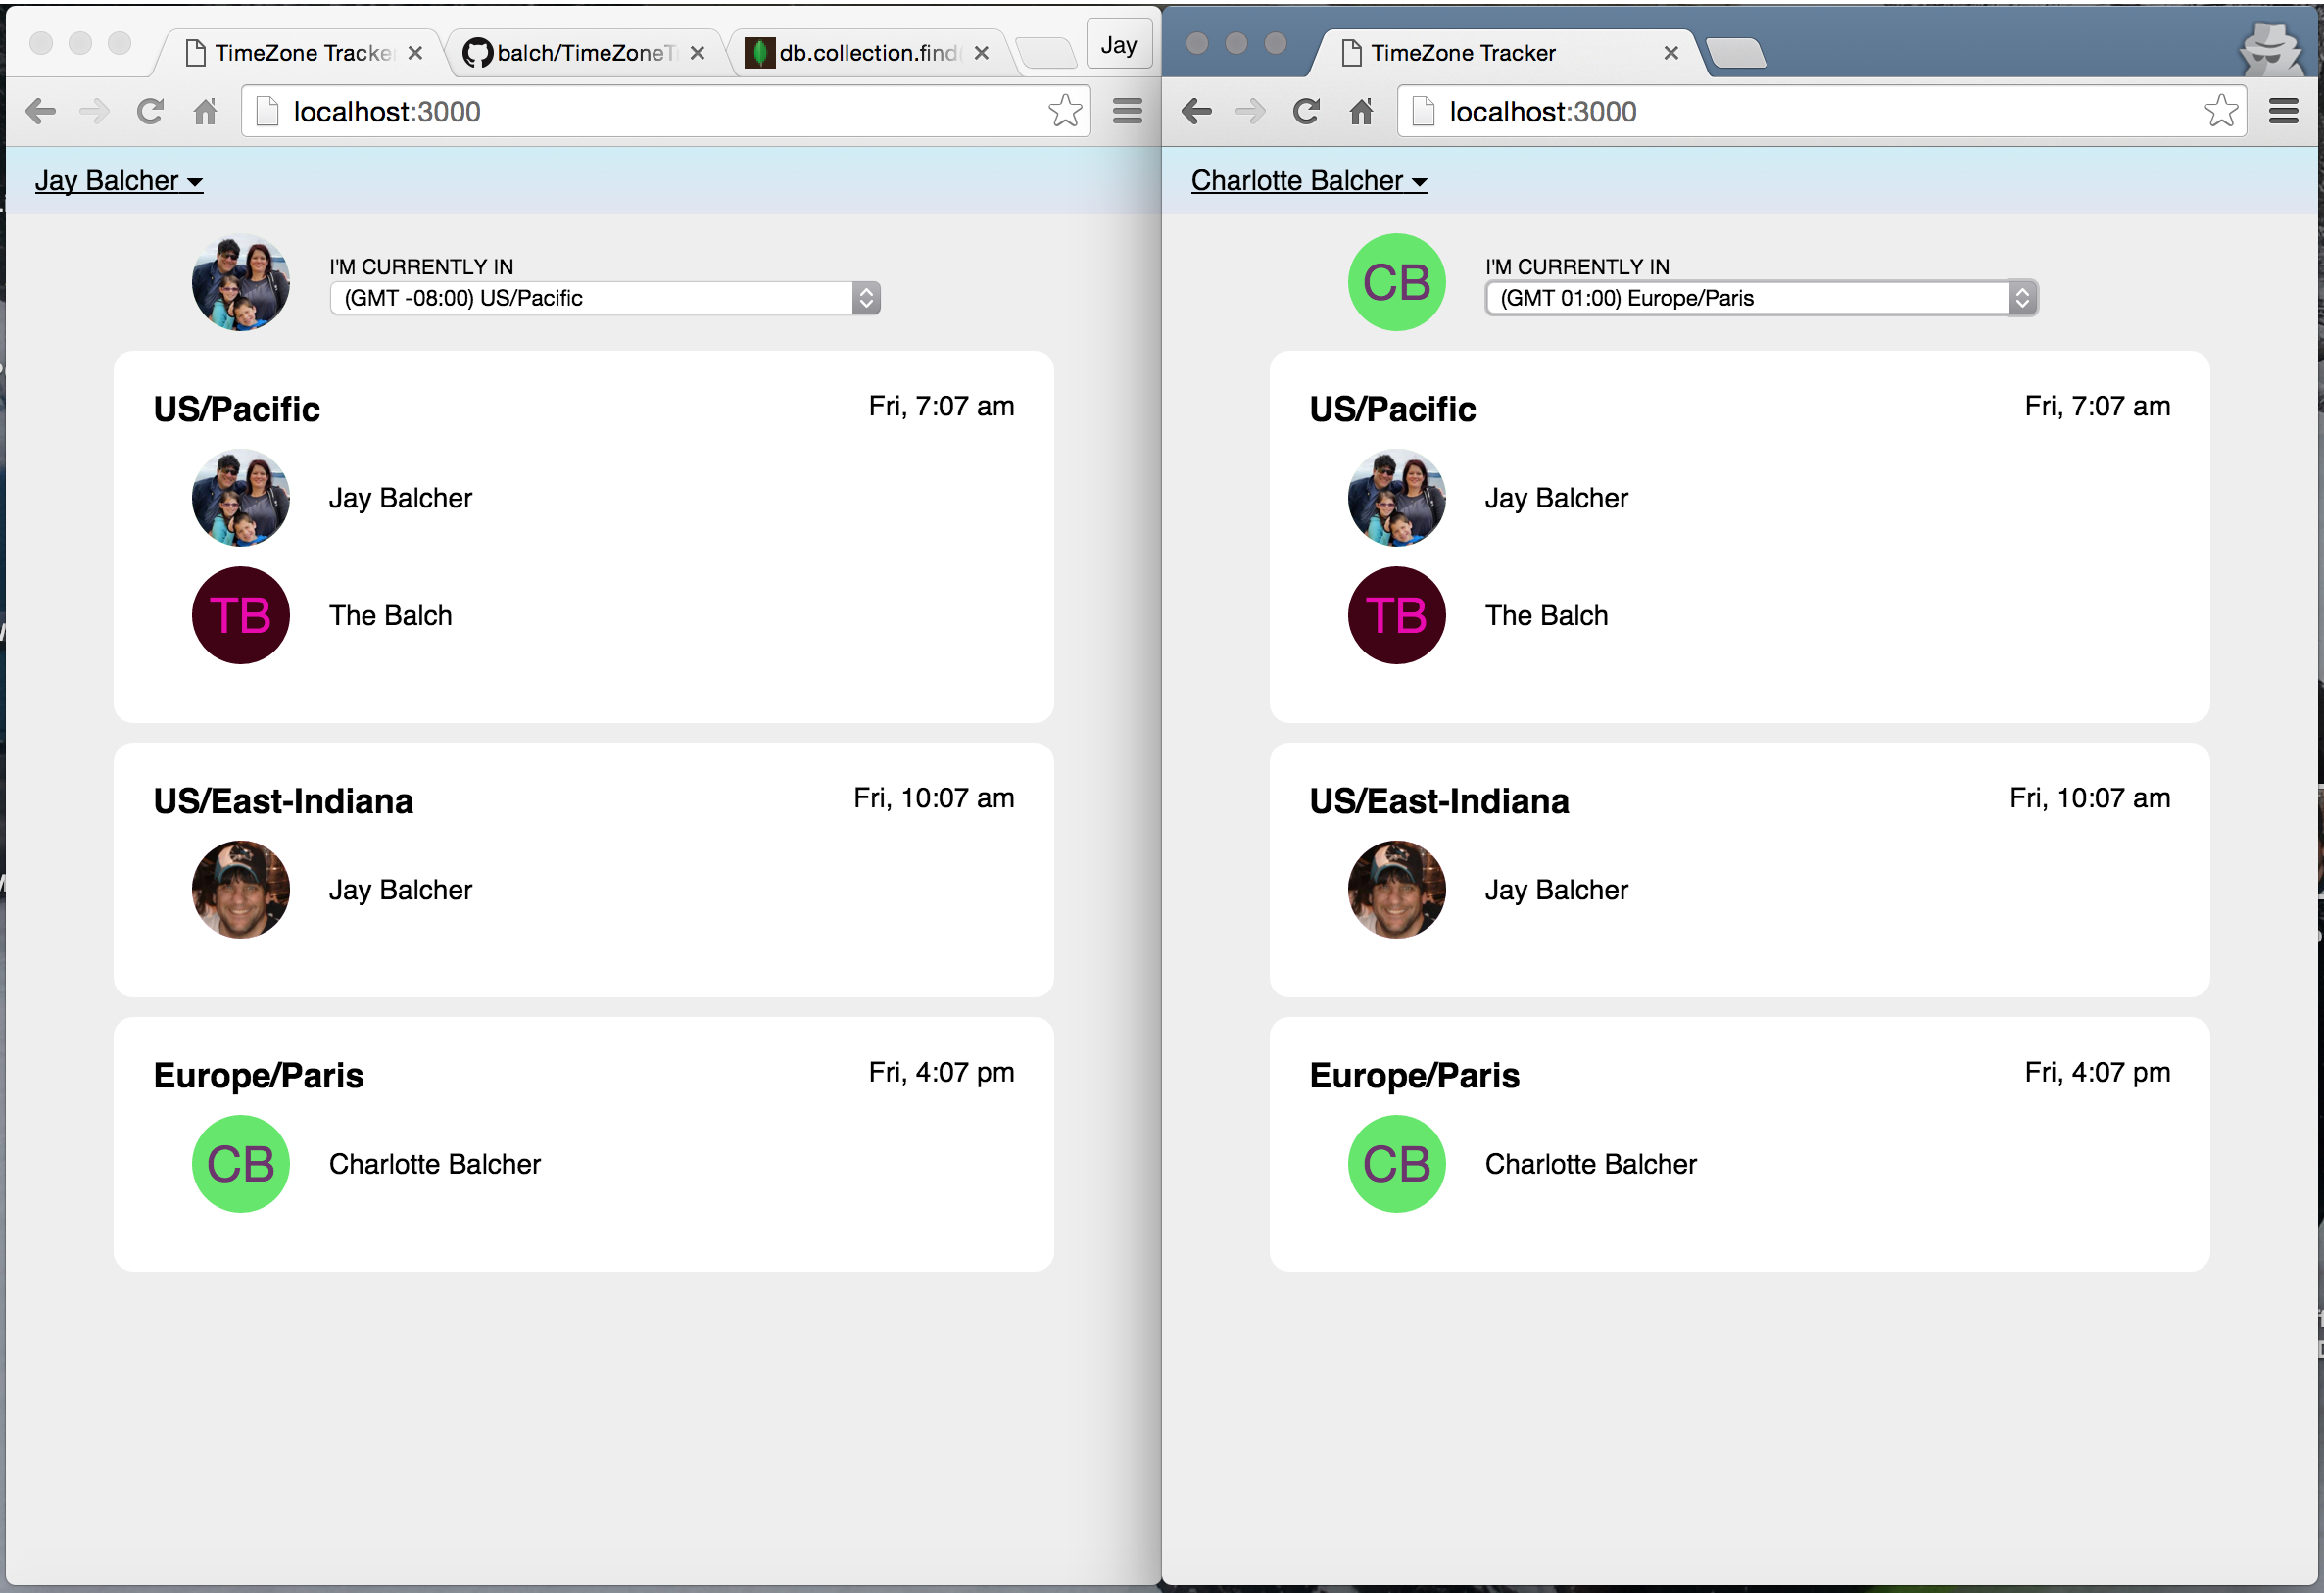 TimeZone Tracker
balch/TimeZoneT
db.collection.find(
Jay
localhost:3000
Jay Balcher
I'M CURRENTLY IN
(GMT -08:00) US/Pacific
US/Pacific
Fri, 7:07 am
Jay Balcher
TB
The Balch
US/East-Indiana
Fri, 10:07 am
Jay Balcher
Europe/Paris
Fri, 4:07 pm
CB
Charlotte Balcher
TimeZone Tracker
localhost:3000
Charlotte Balcher
CB
I'M CURRENTLY IN
(GMT 01:00) Europe/Paris
US/Pacific
Fri, 7:07 am
Jay Balcher
TB
The Balch
US/East-Indiana
Fri, 10:07 am
Jay Balcher
Europe/Paris
Fri, 4:07 pm
CB
Charlotte Balcher